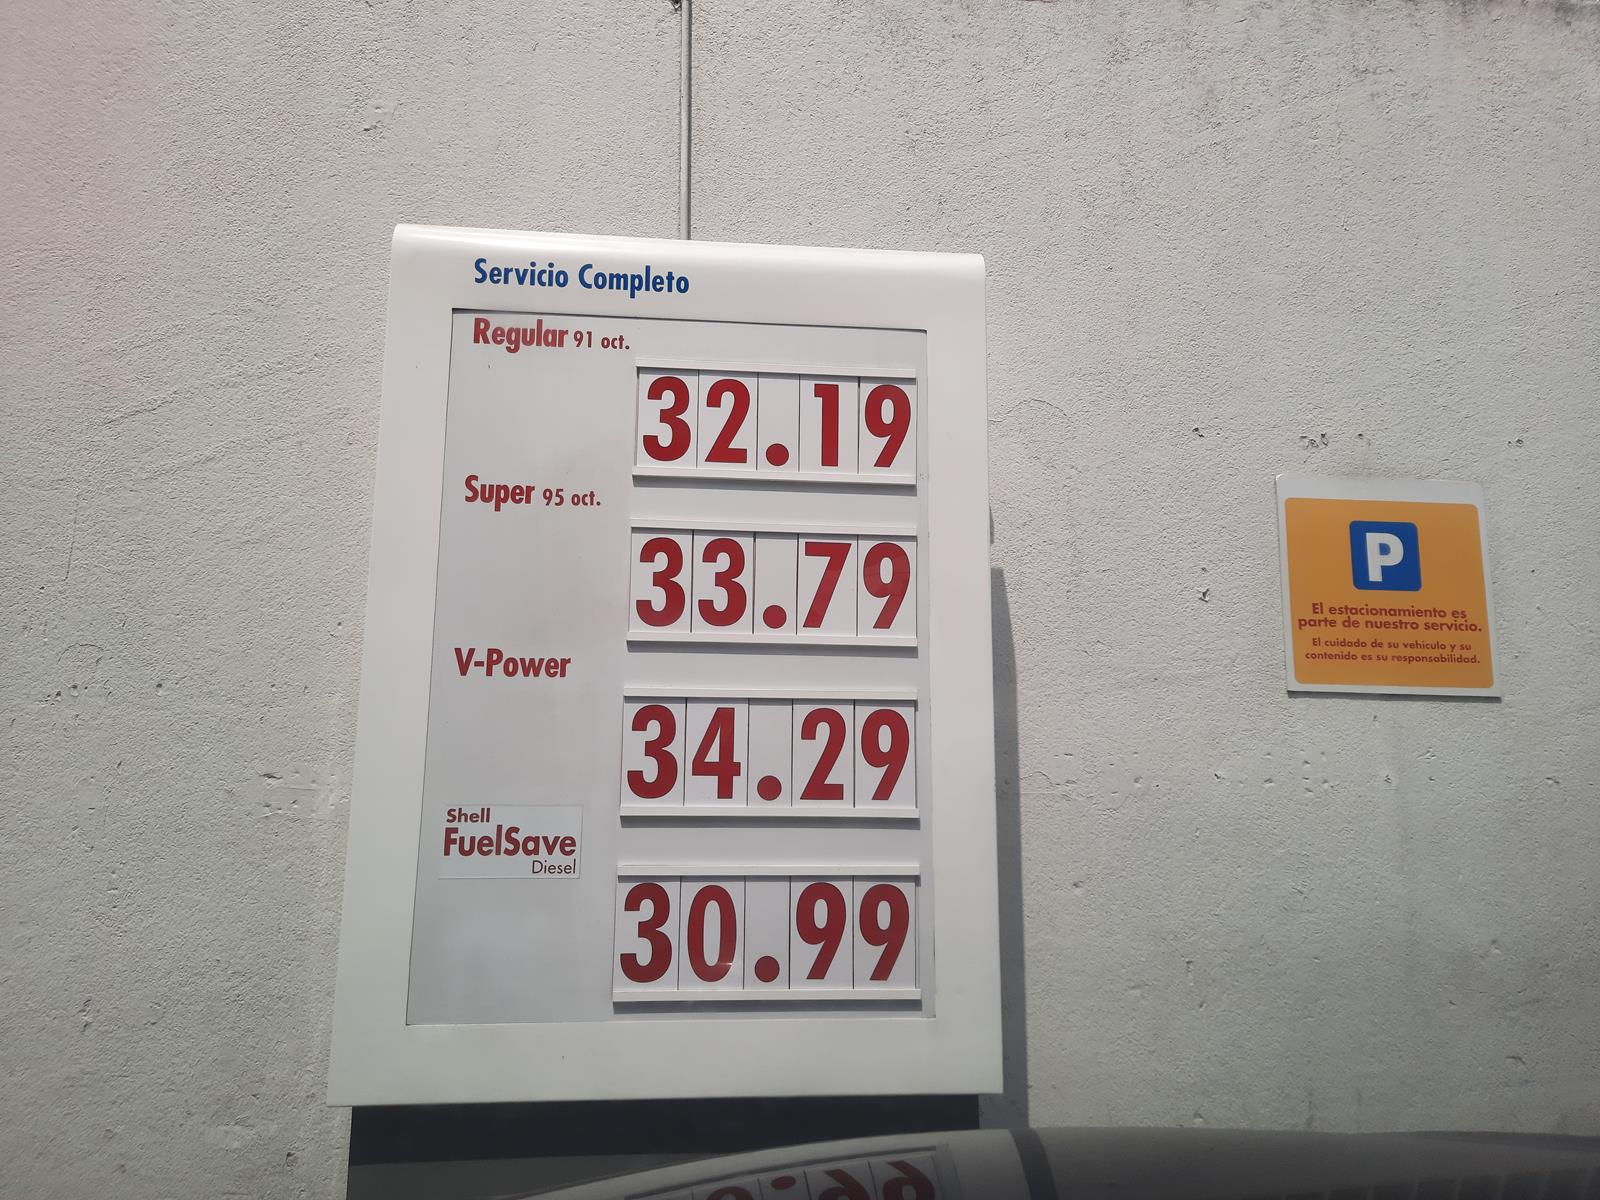 Servicio Completo
Regular 91 oct.
32.19
Super 95 oct.
33.79
V-Power
34.29
Shell
FuelSave
Diesel
30.99
P
El estacionamiento es
parte de nuestro servicio.
El cuidado de su vehículo y su
contenido es su responsabilidad.